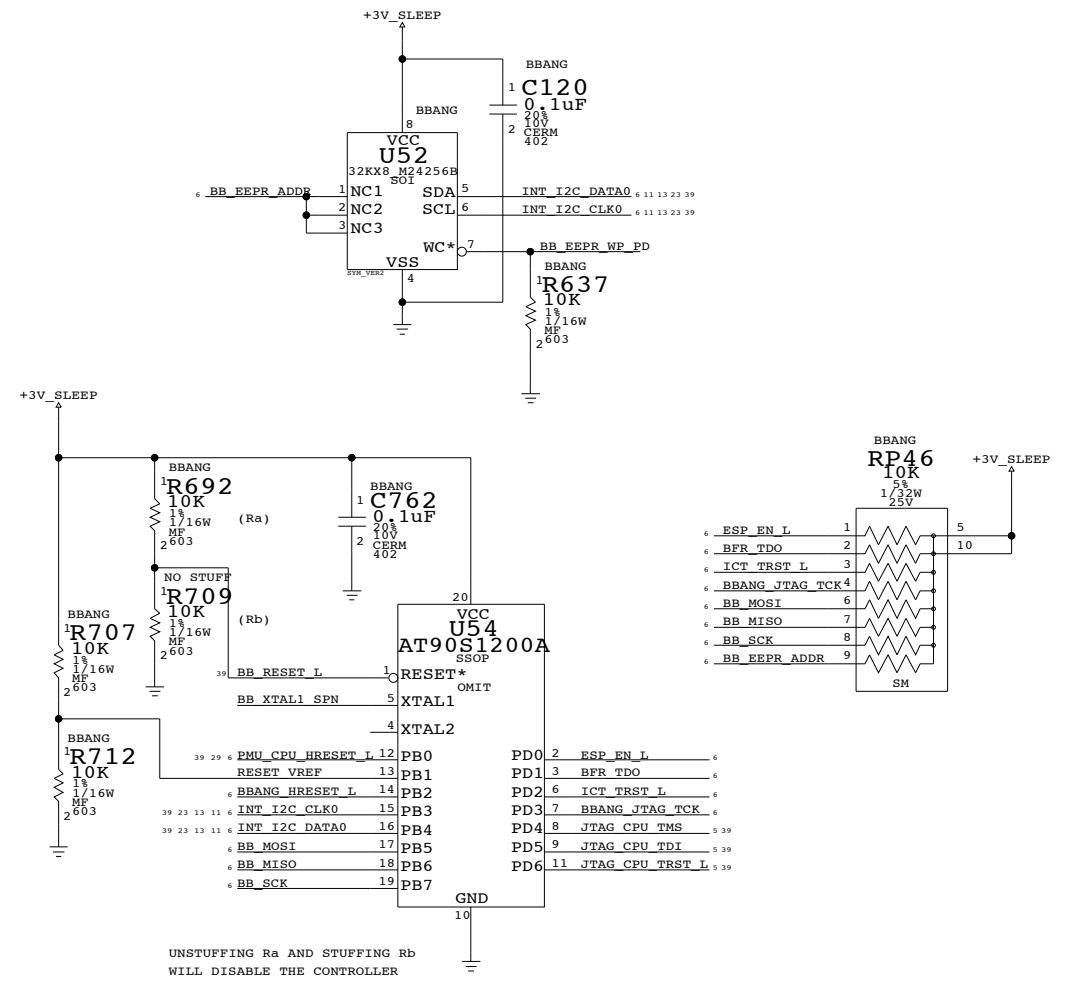 +3V_SLEEP
BBANG
1 C120
0.1uF
20%
10V
CERM
402
2
BBANG
8
VCC
U52
32KX8_M24256B
SOI
6 BB_EEPR_ADDR 1 NC1 SDA 5 INT_I2C_DATA0 6 11 13 23 39
2 NC2 SCL 6 INT_I2C_CLK0 6 11 13 23 39
3 NC3
WC* 7 BB_EEPR_WP_PD
VSS
SYM_VER2 4
BBANG
1 R637
10K
1%
1/16W
MF
2 603
+3V_SLEEP
BBANG
1 R692
10K
1%
1/16W (Ra)
MF
2 603
BBANG
1 C762
0.1uF
20%
10V
2 CERM
402
NO STUFF
1 R709
10K
1%
1/16W (Rb)
MF
2 603
BBANG
1 R707
10K
1%
1/16W
MF
2 603
BBANG
1 R712
10K
1%
1/16W
MF
2 603
20
VCC
U54
AT90S1200A
SSOP
OMIT
39 BB_RESET_L 1 RESET*
BB_XTAL1_SPN 5 XTAL1
4 XTAL2
39 29 6 PMU_CPU_HRESET_L 12 PB0 PD0 2 ESP_EN_L 6
RESET_VREF 13 PB1 PD1 3 BFR_TDO 6
6 BBANG_HRESET_L 14 PB2 PD2 6 ICT_TRST_L 6
39 23 13 11 6 INT_I2C_CLK0 15 PB3 PD3 7 BBANG_JTAG_TCK 6
39 23 13 11 6 INT_I2C_DATA0 16 PB4 PD4 8 JTAG_CPU_TMS 5 39
6 BB_MOSI 17 PB5 PD5 9 JTAG_CPU_TDI 5 39
6 BB_MISO 18 PB6 PD6 11 JTAG_CPU_TRST_L 5 39
6 BB_SCK 19 PB7
GND
10
BBANG
RP46
10K
5%
1/32W
25V
+3V_SLEEP
6 ESP_EN_L 1 5
6 BFR_TDO 2 10
6 ICT_TRST_L 3
6 BBANG_JTAG_TCK 4
6 BB_MOSI 6
6 BB_MISO 7
6 BB_SCK 8
6 BB_EEPR_ADDR 9
SM
UNSTUFFING Ra AND STUFFING Rb
WILL DISABLE THE CONTROLLER